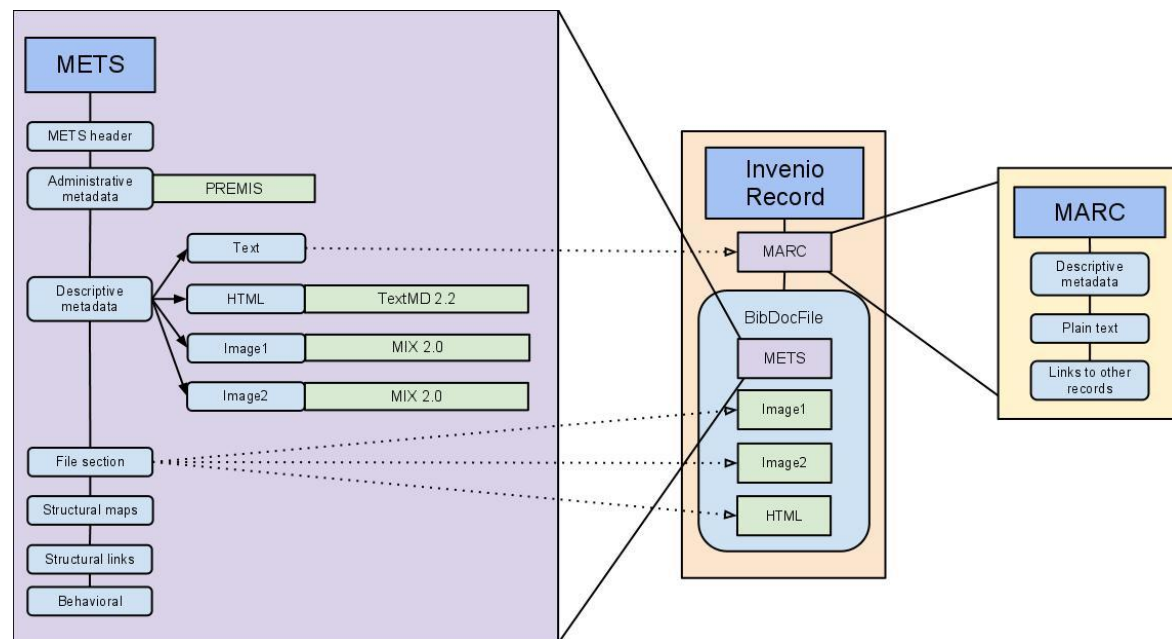 METS
METS header
Administrative
metadata
PREMIS
Text
Descriptive
metadata
HTML
TextMD 2.2
Image1
MIX 2.0
Image2
MIX 2.0
File section
Structural maps
Structural links
Behavioral
Invenio
Record
MARC
BibDocFile
METS
Image1
Image2
HTML
MARC
Descriptive
metadata
Plain text
Links to other
records